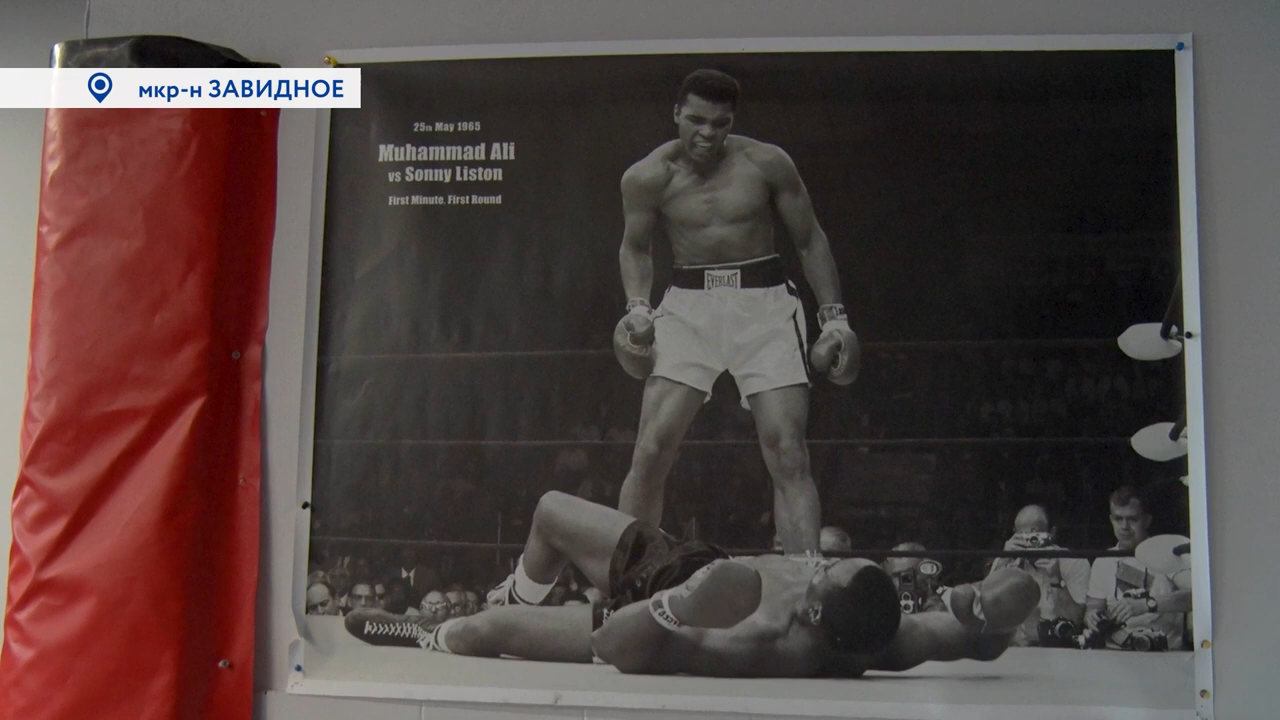 мкр-н ЗАВИДНОЕ
25th May 1965
Muhammad Ali
vs Sonny Liston
First Minute, First Round
EVERLAST